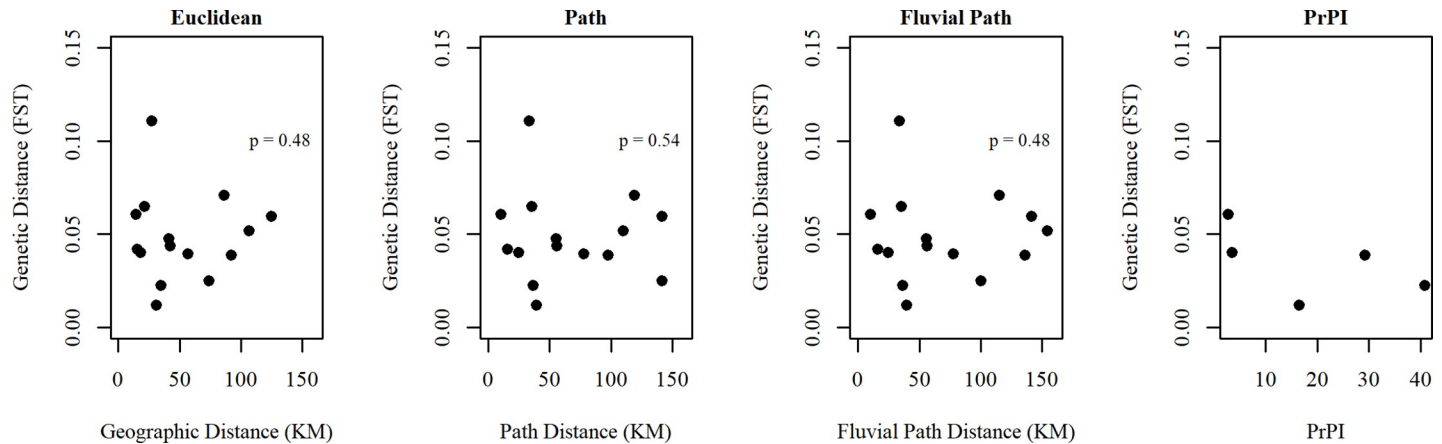 Euclidean
Genetic Distance (FST)
0.00 0.05 0.10 0.15
p = 0.48
0 50 100 150
Geographic Distance (KM)
Path
Genetic Distance (FST)
0.00 0.05 0.10 0.15
p = 0.54
0 50 100 150
Path Distance (KM)
Fluvial Path
Genetic Distance (FST)
0.00 0.05 0.10 0.15
p = 0.48
0 50 100 150
Fluvial Path Distance (KM)
PrPI
Genetic Distance (FST)
0.00 0.05 0.10 0.15
10 20 30 40
PrPI